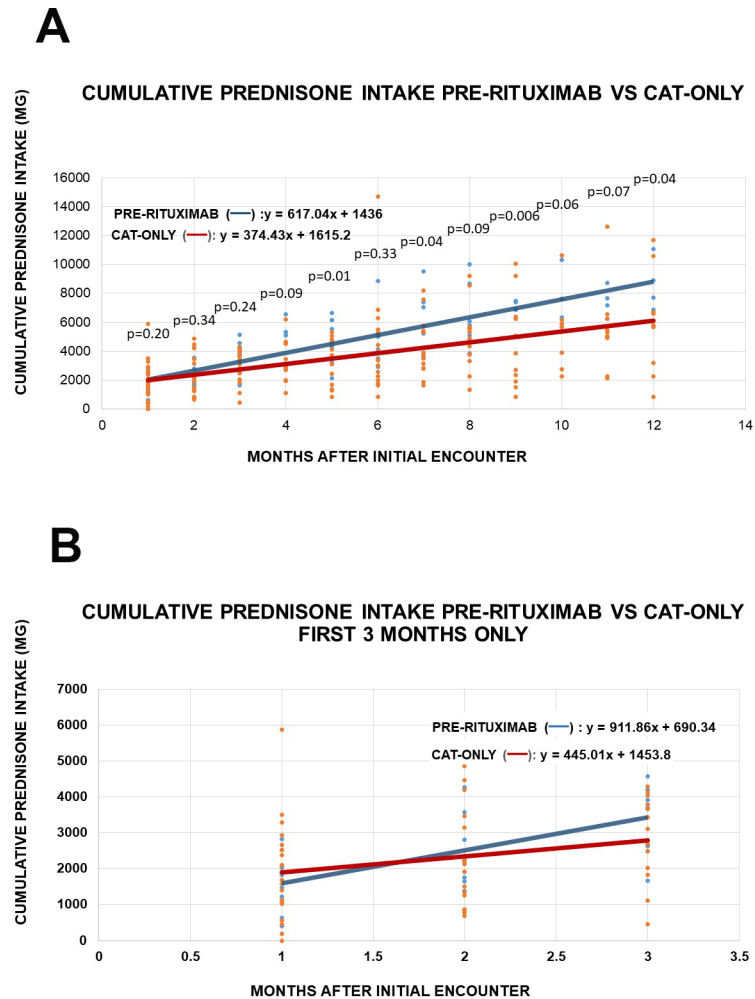 A
CUMULATIVE PREDNISONE INTAKE PRE-RITUXIMAB VS CAT-ONLY
CUMULATIVE PREDNISONE INTAKE (MG)
16000
14000
12000
10000
8000
6000
4000
2000
0
PRE-RITUXIMAB (—) :y = 617.04x + 1436
CAT-ONLY (—): y = 374.43x + 1615.2
p=0.20
p=0.34
p=0.24
p=0.09
p=0.01
p=0.33
p=0.04
p=0.09
p=0.006
p=0.06
p=0.07
p=0.04
0 2 4 6 8 10 12 14
MONTHS AFTER INITIAL ENCOUNTER
B
CUMULATIVE PREDNISONE INTAKE PRE-RITUXIMAB VS CAT-ONLY
FIRST 3 MONTHS ONLY
CUMULATIVE PREDNISONE INTAKE (MG)
7000
6000
5000
4000
3000
2000
1000
0
PRE-RITUXIMAB (—) : y = 911.86x + 690.34
CAT-ONLY (—): y = 445.01x + 1453.8
0 0.5 1 1.5 2 2.5 3 3.5
MONTHS AFTER INITIAL ENCOUNTER